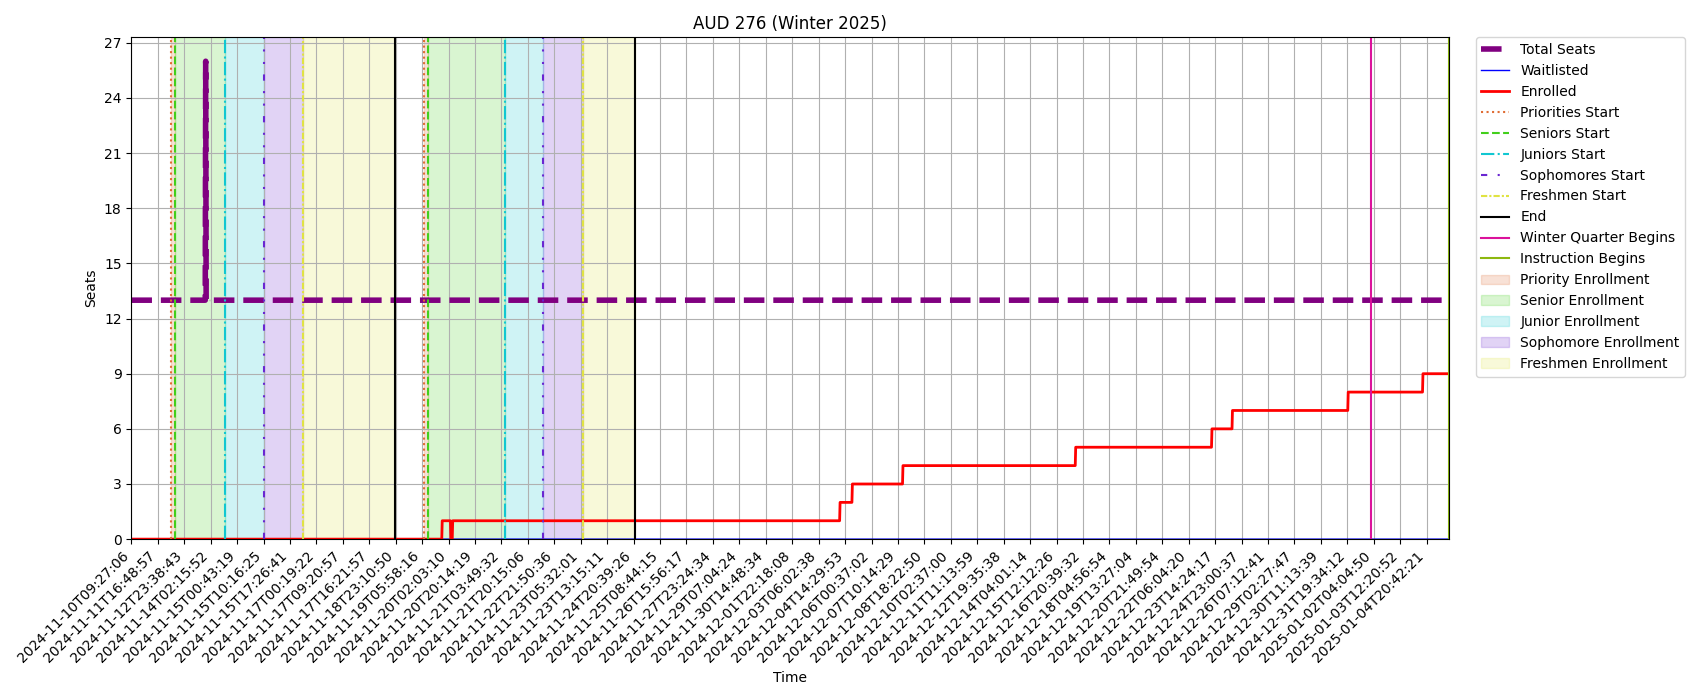 AUD 276 (Winter 2025)
27
24
21
18
15
12
9
6
3
0
Seats
2024-11-10T09:27:06
2024-11-11T16:48:57
2024-11-12T23:38:43
2024-11-14T02:15:52
2024-11-15T00:43:19
2024-11-15T10:16:25
2024-11-15T17:26:41
2024-11-17T00:19:22
2024-11-17T09:20:57
2024-11-17T16:21:57
2024-11-18T23:10:50
2024-11-19T05:58:16
2024-11-20T02:03:10
2024-11-20T20:14:19
2024-11-21T03:49:32
2024-11-21T20:15:06
2024-11-22T21:50:36
2024-11-23T05:32:01
2024-11-23T13:15:11
2024-11-24T20:39:26
2024-11-25T08:44:15
2024-11-26T15:56:17
2024-11-27T23:24:34
2024-11-29T07:04:24
2024-11-30T14:48:34
2024-12-01T22:18:09
2024-12-03T06:02:38
2024-12-04T14:29:53
2024-12-06T00:37:02
2024-12-07T10:14:29
2024-12-08T18:22:50
2024-12-10T02:37:00
2024-12-11T11:13:59
2024-12-12T19:35:38
2024-12-14T04:01:14
2024-12-15T12:12:26
2024-12-16T20:39:32
2024-12-18T04:56:54
2024-12-19T13:27:04
2024-12-20T21:49:54
2024-12-22T06:04:20
2024-12-23T14:24:17
2024-12-24T23:00:37
2024-12-26T07:12:41
2024-12-29T02:27:47
2024-12-30T11:13:39
2024-12-31T19:34:12
2025-01-02T04:04:50
2025-01-03T12:20:52
2025-01-04T20:42:21
Time
Total Seats
Waitlisted
Enrolled
Priorities Start
Seniors Start
Juniors Start
Sophomores Start
Freshmen Start
End
Winter Quarter Begins
Instruction Begins
Priority Enrollment
Senior Enrollment
Junior Enrollment
Sophomore Enrollment
Freshmen Enrollment